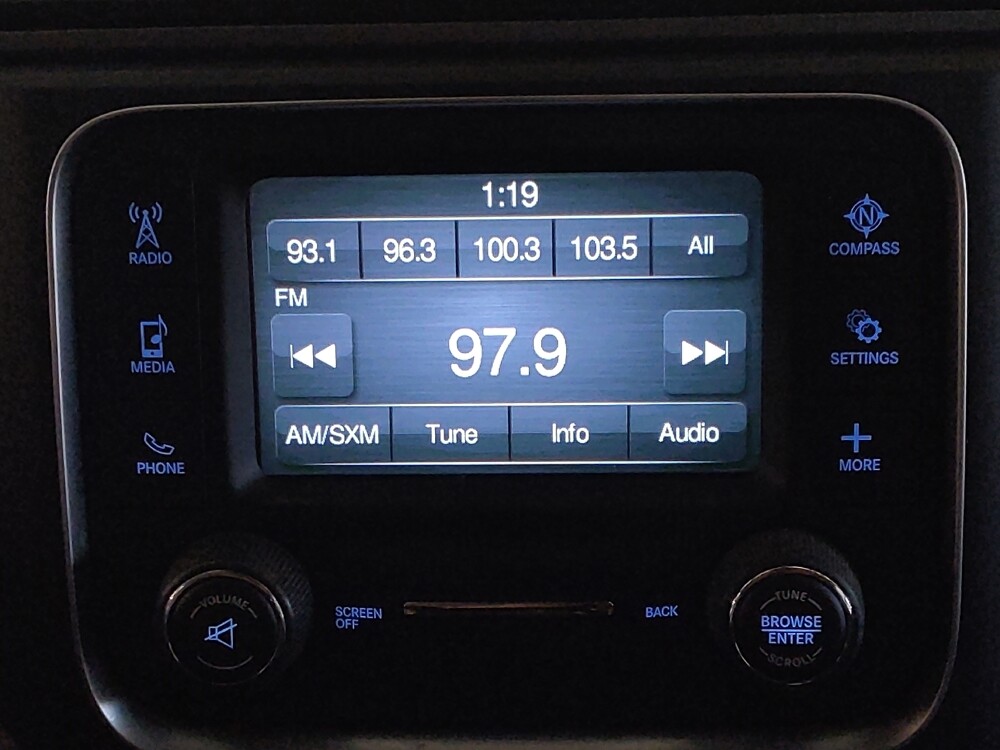 1:19
93.1 96.3 100.3 103.5 All
FM
97.9
AM/SXM Tune Info Audio
RADIO
MEDIA
PHONE
N
COMPASS
SETTINGS
MORE
VOLUME
SCREEN
OFF
BACK
TUNE
BROWSE
ENTER
SCROLL